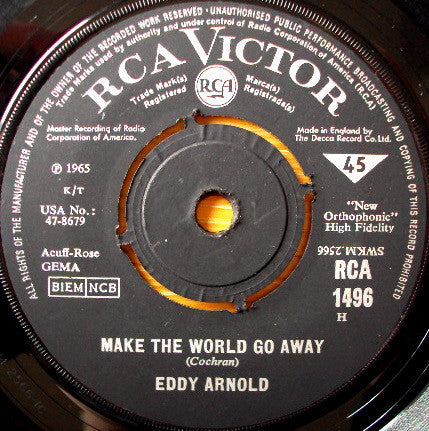 ALL RIGHTS OF THE MANUFACTURER AND OF THE OWNER OF THE RECORDED WORK RESERVED · UNAUTHORISED PUBLIC PERFORMANCE BROADCASTING AND COPYING OF THIS RECORD PROHIBITED
Trade Marks used by authority and under control of Radio Corporation of America (R-C-A)
RCA VICTOR
Trade Mark(s)
Registered
RCA
Marca(s)
Registrada(s)
Master Recording of Radio
Corporation of America.
Made in England by
The Decca Record Co. Ltd.
℗ 1965
K/T
USA No.:
47-8679
45
"New
Orthophonic"
High Fidelity
Acuff-Rose
GEMA
BIEM NCB
SWKM.2566
RCA
1496
H
MAKE THE WORLD GO AWAY
(Cochran)
EDDY ARNOLD